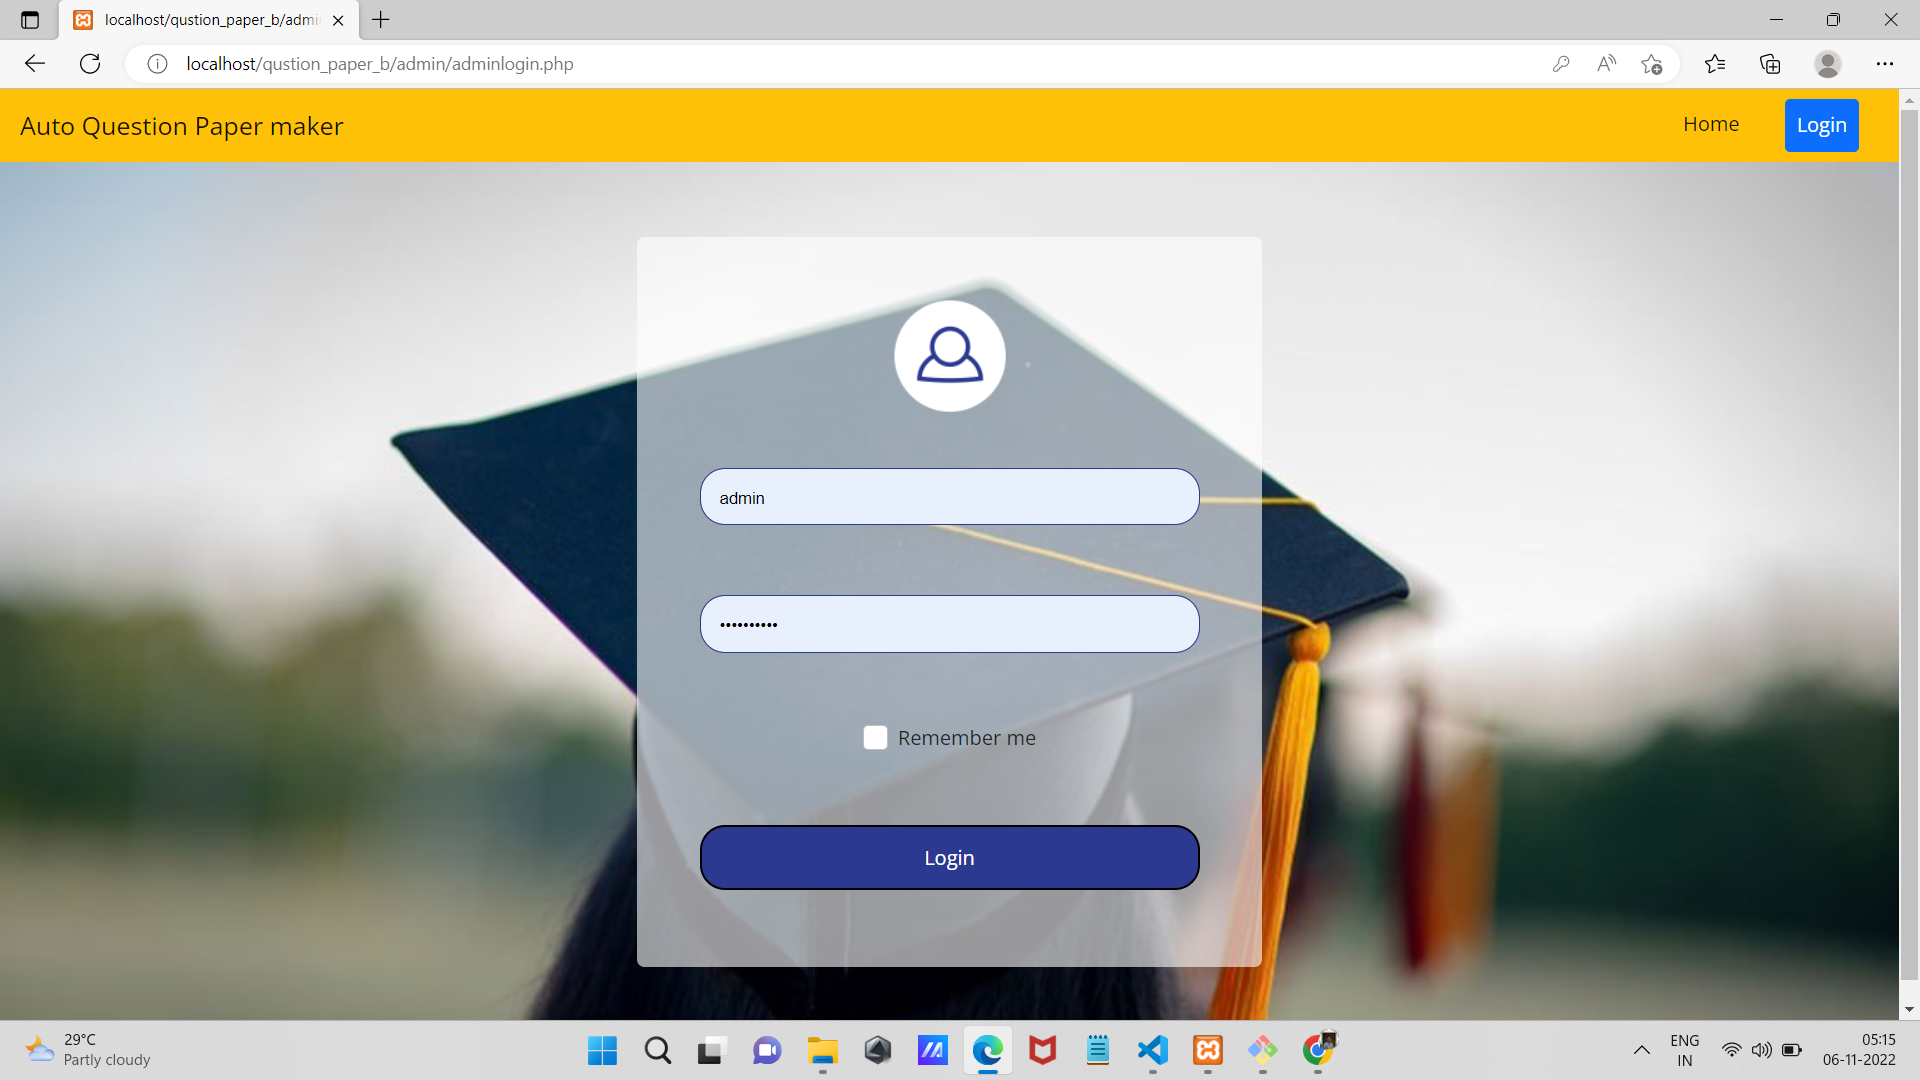 localhost/qustion_paper_b/admi
localhost/qustion_paper_b/admin/adminlogin.php
Auto Question Paper maker
Home
Login
admin
••••••••••
Remember me
Login
29°C
Partly cloudy
ENG
IN
05:15
06-11-2022